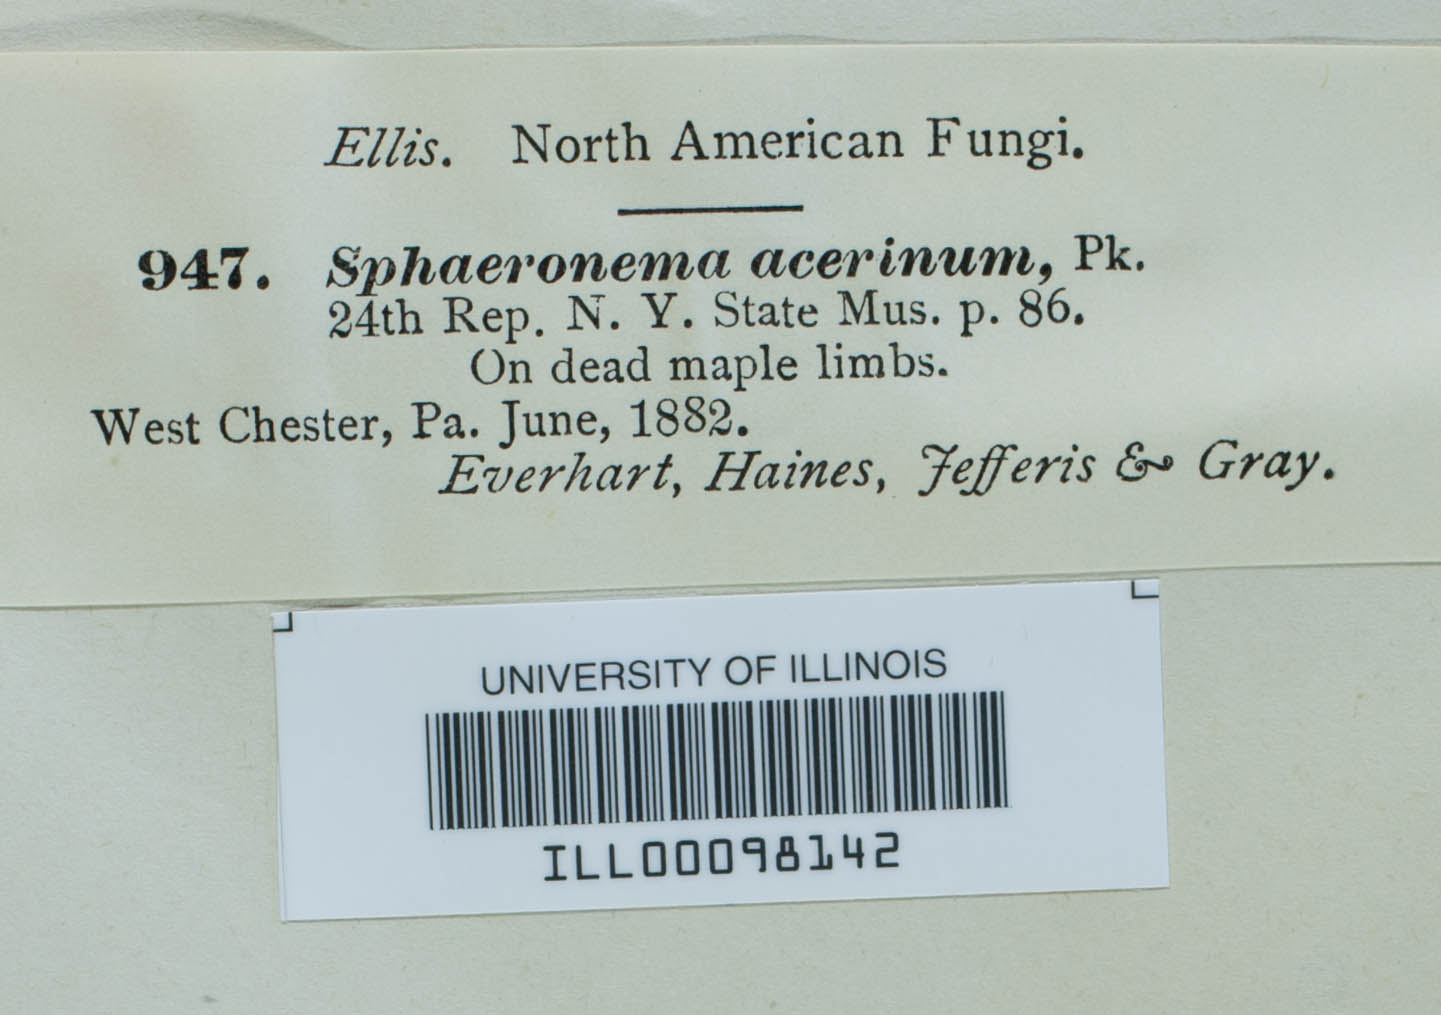 Ellis. North American Fungi.
947. Sphaeronema acerinum, Pk.
24th Rep. N. Y. State Mus. p. 86.
On dead maple limbs.
West Chester, Pa. June, 1882.
Everhart, Haines, Jefferis & Gray.
UNIVERSITY OF ILLINOIS
ILL00098142